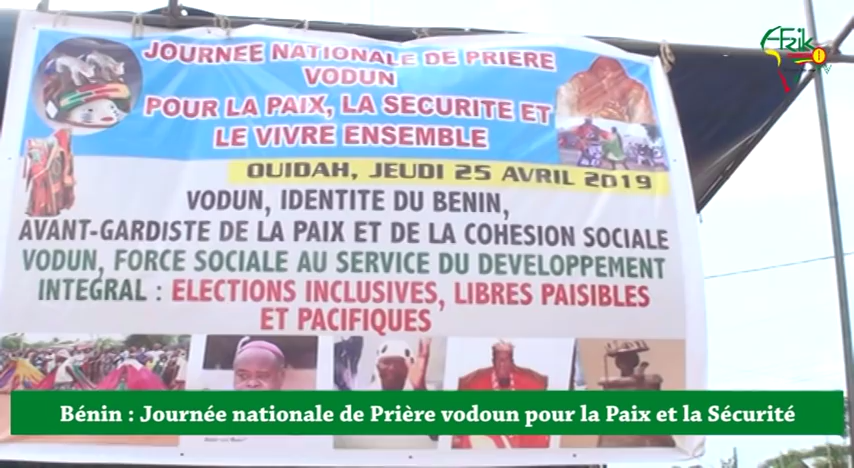 JOURNEE NATIONALE DE PRIERE
VODUN
POUR LA PAIX, LA SECURITE ET
LE VIVRE ENSEMBLE
OUIDAH, JEUDI 25 AVRIL 2019
VODUN, IDENTITE DU BENIN,
AVANT-GARDISTE DE LA PAIX ET DE LA COHESION SOCIALE
VODUN, FORCE SOCIALE AU SERVICE DU DEVELOPPEMENT
INTEGRAL : ELECTIONS INCLUSIVES, LIBRES PAISIBLES
ET PACIFIQUES
Bénin : Journée nationale de Prière vodoun pour la Paix et la Sécurité